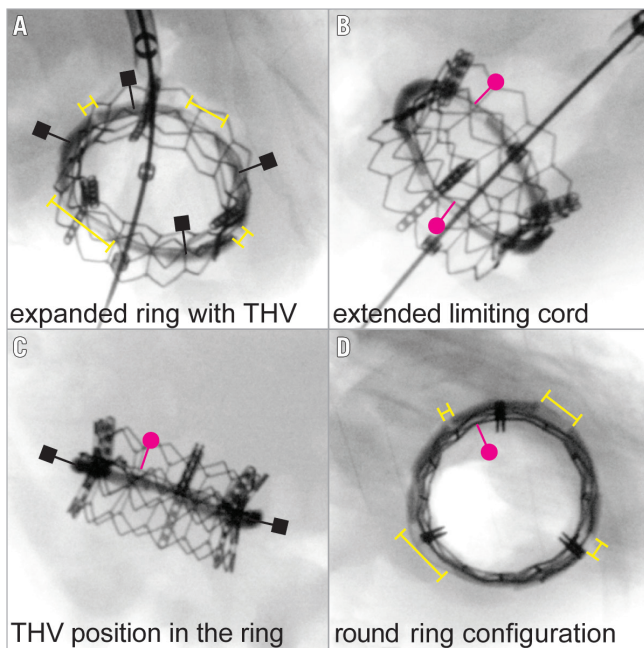 A
B
expanded ring with THV
extended limiting cord
C
D
THV position in the ring
round ring configuration